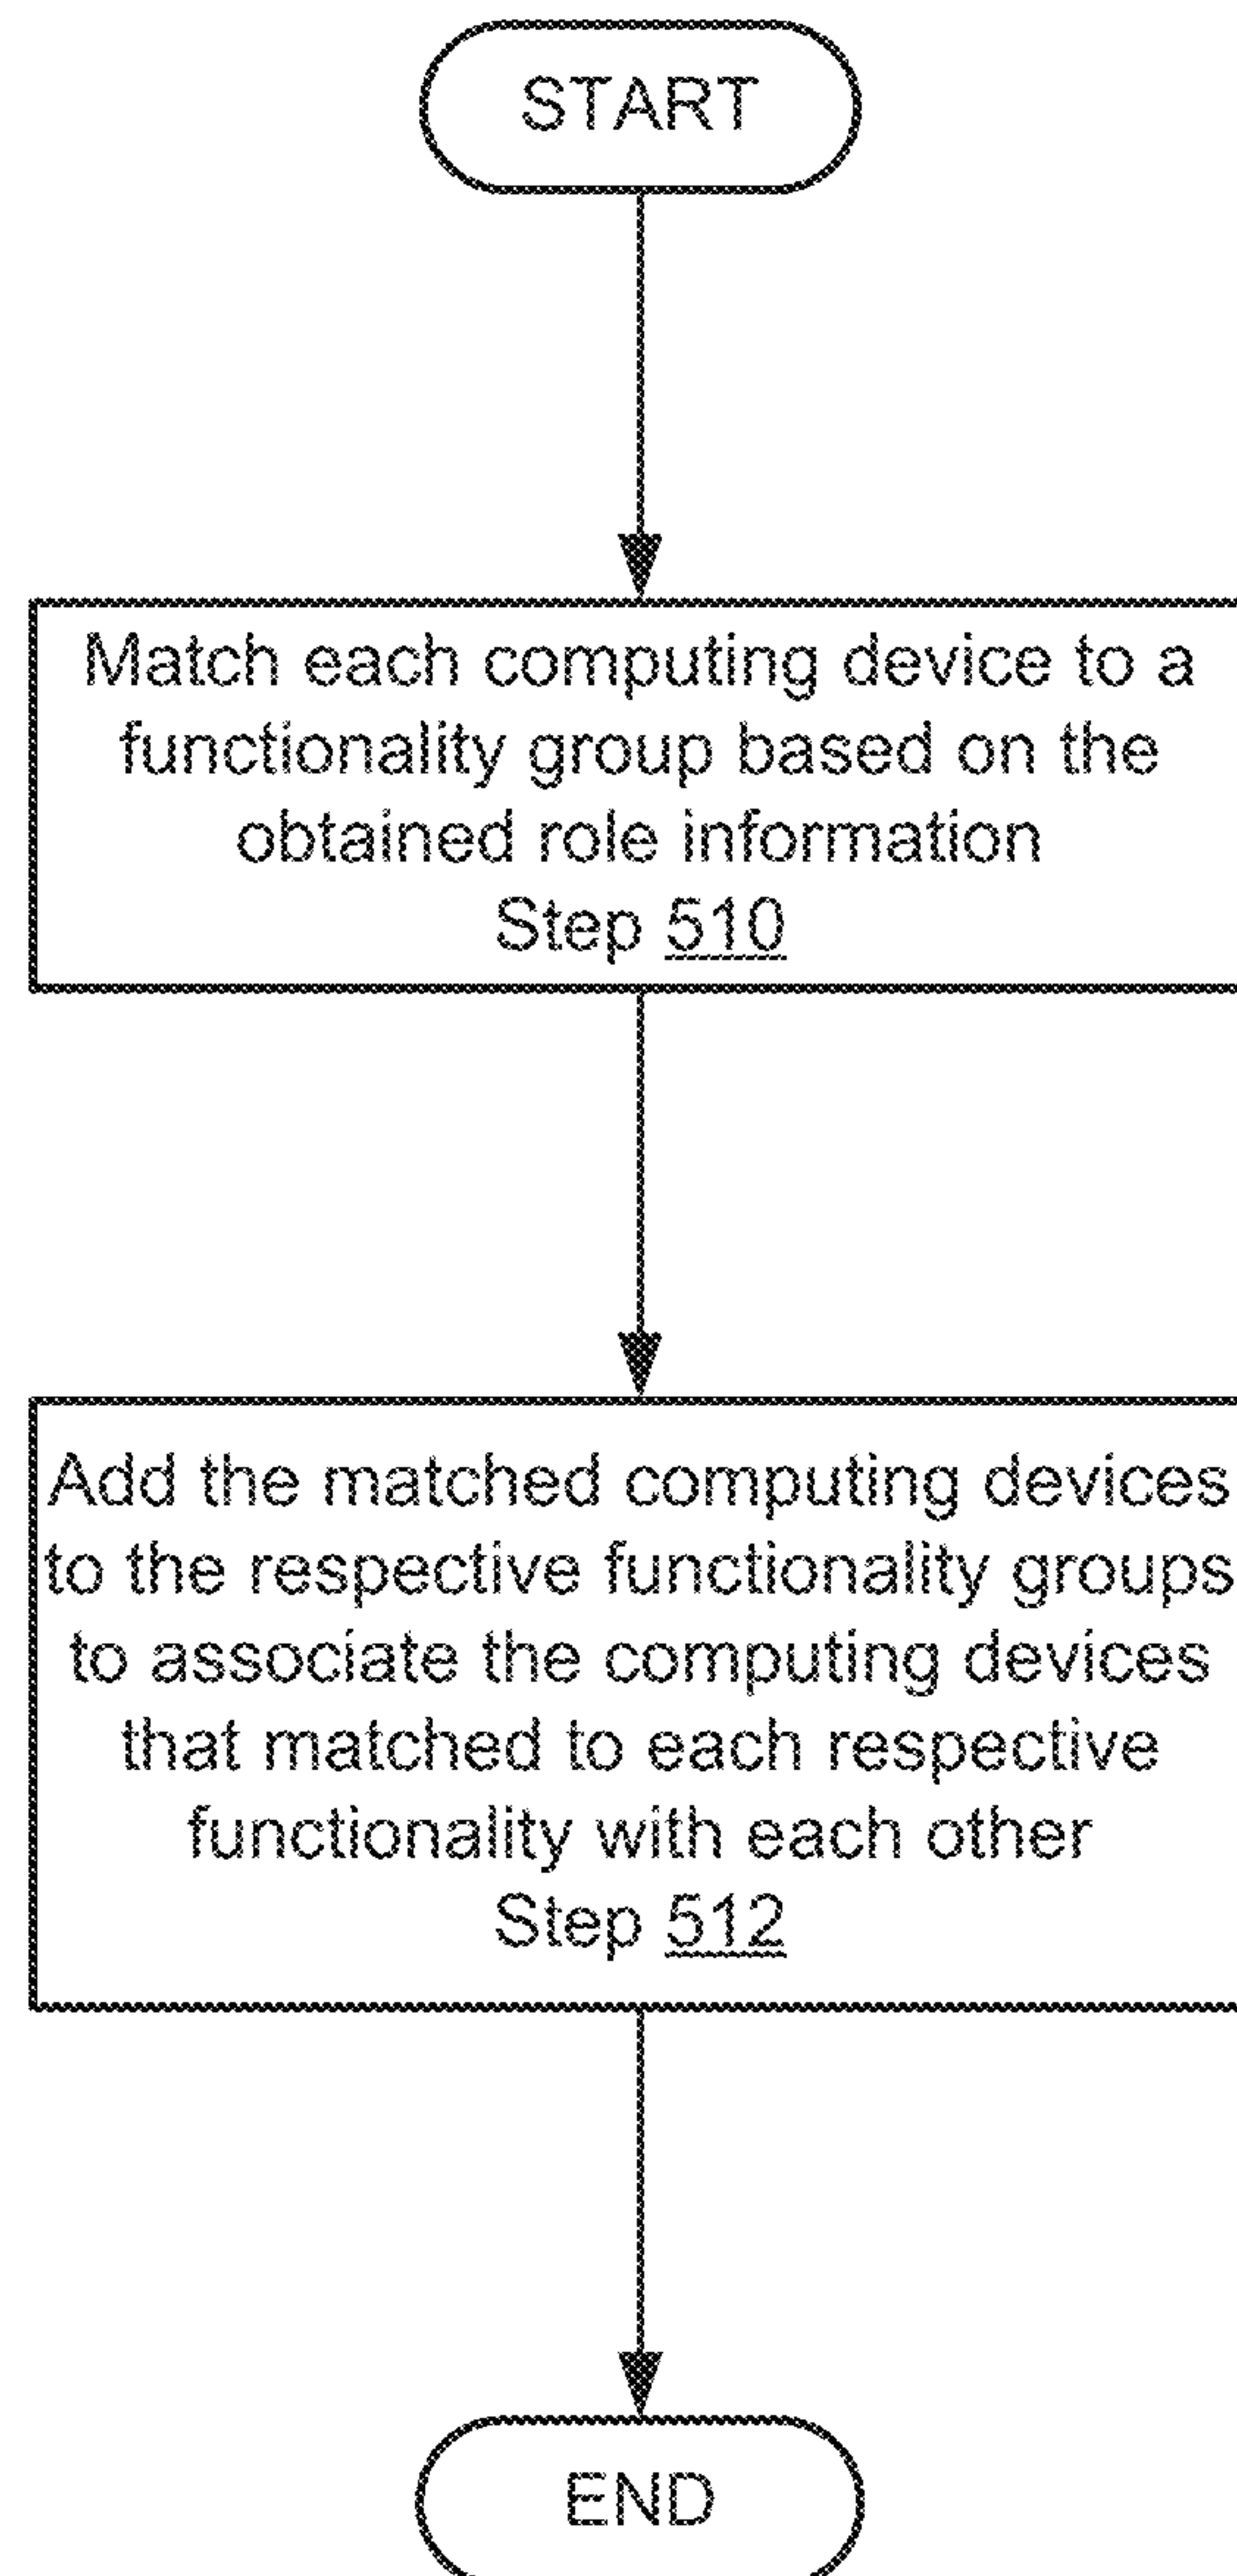 START
Match each computing device to a
functionality group based on the
obtained role information
Step 510
Add the matched computing devices
to the respective functionality groups
to associate the computing devices
that matched to each respective
functionality with each other
Step 512
END